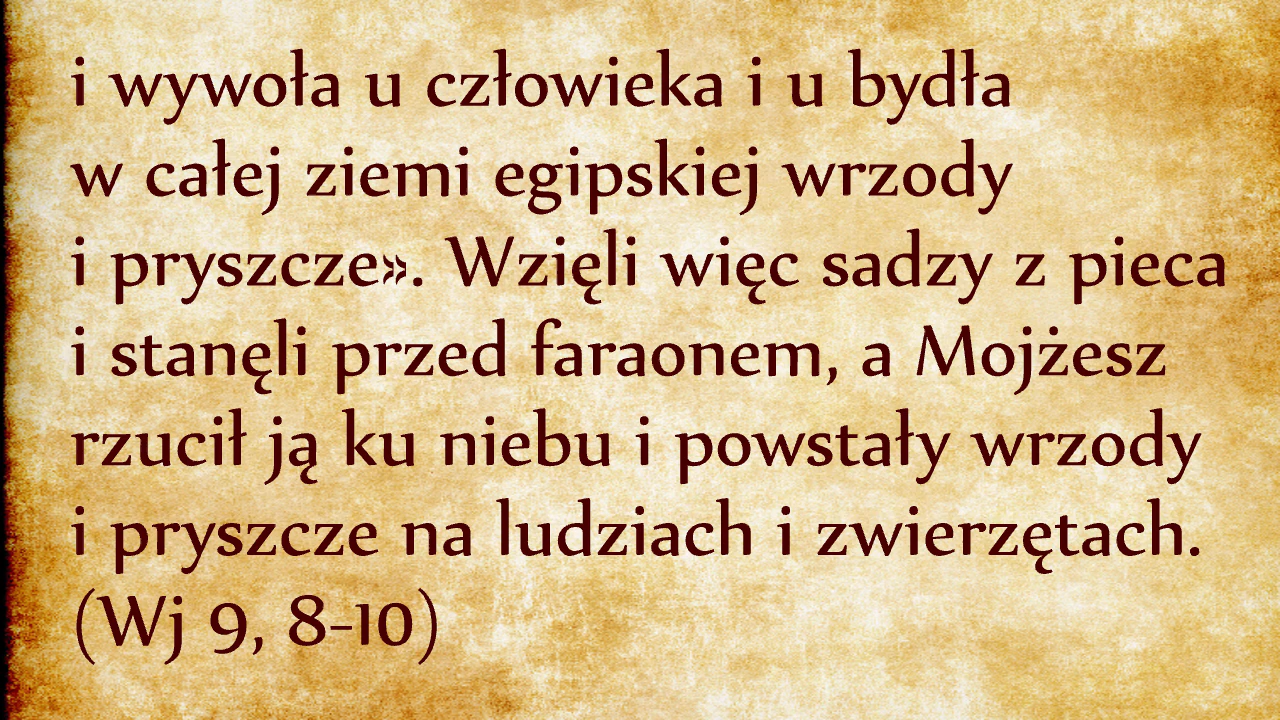 i wywoła u człowieka i u bydła
w całej ziemi egipskiej wrzody
i pryszcze». Wzięli więc sadzy z pieca
i stanęli przed faraonem, a Mojżesz
rzucił ją ku niebu i powstały wrzody
i pryszcze na ludziach i zwierzętach.
(Wj 9, 8-10)